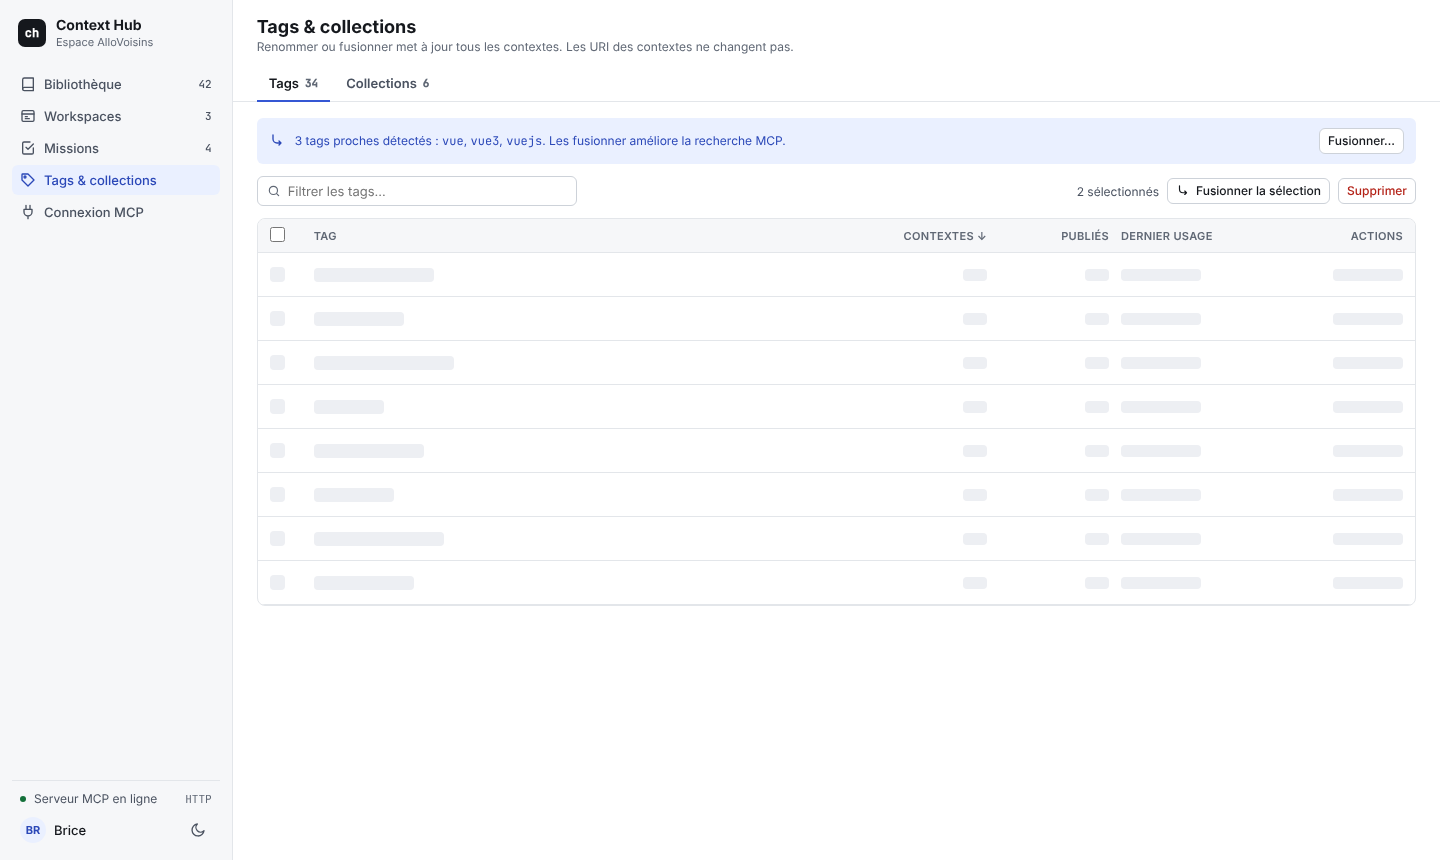 ch
Context Hub
Espace AlloVoisins
Bibliothèque 42
Workspaces 3
Missions 4
Tags & collections
Connexion MCP
Serveur MCP en ligne HTTP
BR Brice
Tags & collections
Renommer ou fusionner met à jour tous les contextes. Les URI des contextes ne changent pas.
Tags 34 Collections 6
3 tags proches détectés : vue, vue3, vuejs. Les fusionner améliore la recherche MCP. Fusionner…
Filtrer les tags… 2 sélectionnés Fusionner la sélection Supprimer
TAG CONTEXTES ↓ PUBLIÉS DERNIER USAGE ACTIONS